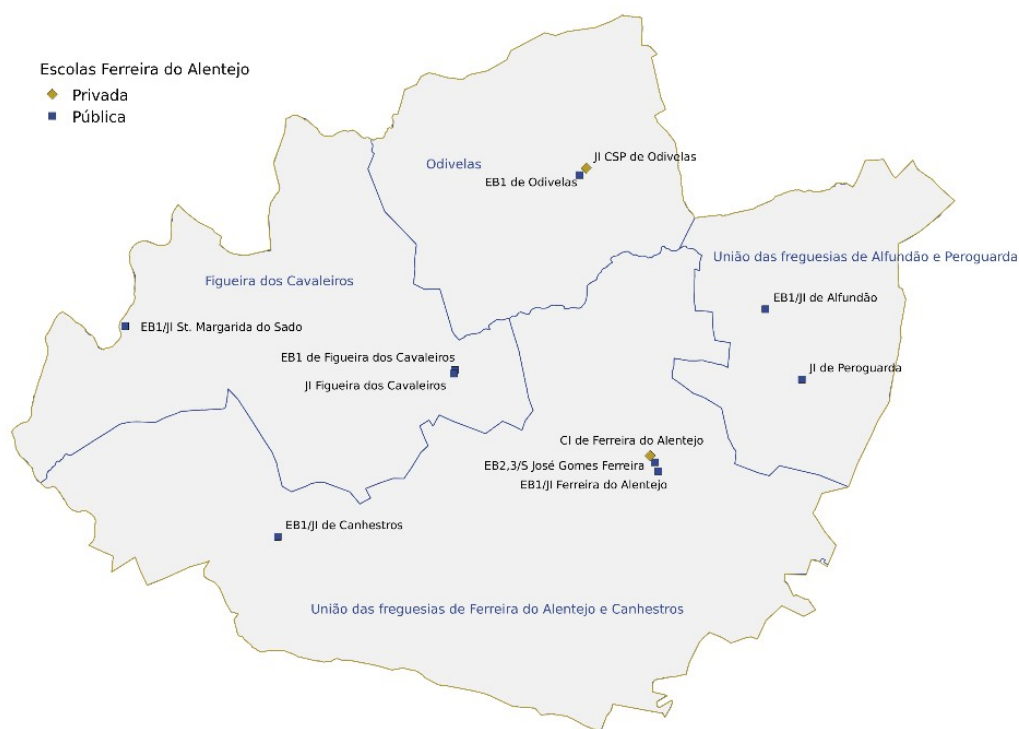 Escolas Ferreira do Alentejo
Privada
Pública
Odivelas
JI CSP de Odivelas
EB1 de Odivelas
União das freguesias de Alfundão e Peroguarda
Figueira dos Cavaleiros
EB1/JI de Alfundão
EB1/JI St. Margarida do Sado
EB1 de Figueira dos Cavaleiros
JI Figueira dos Cavaleiros
JI de Peroguarda
CI de Ferreira do Alentejo
EB2,3/S José Gomes Ferreira
EB1/JI Ferreira do Alentejo
EB1/JI de Canhestros
União das freguesias de Ferreira do Alentejo e Canhestros